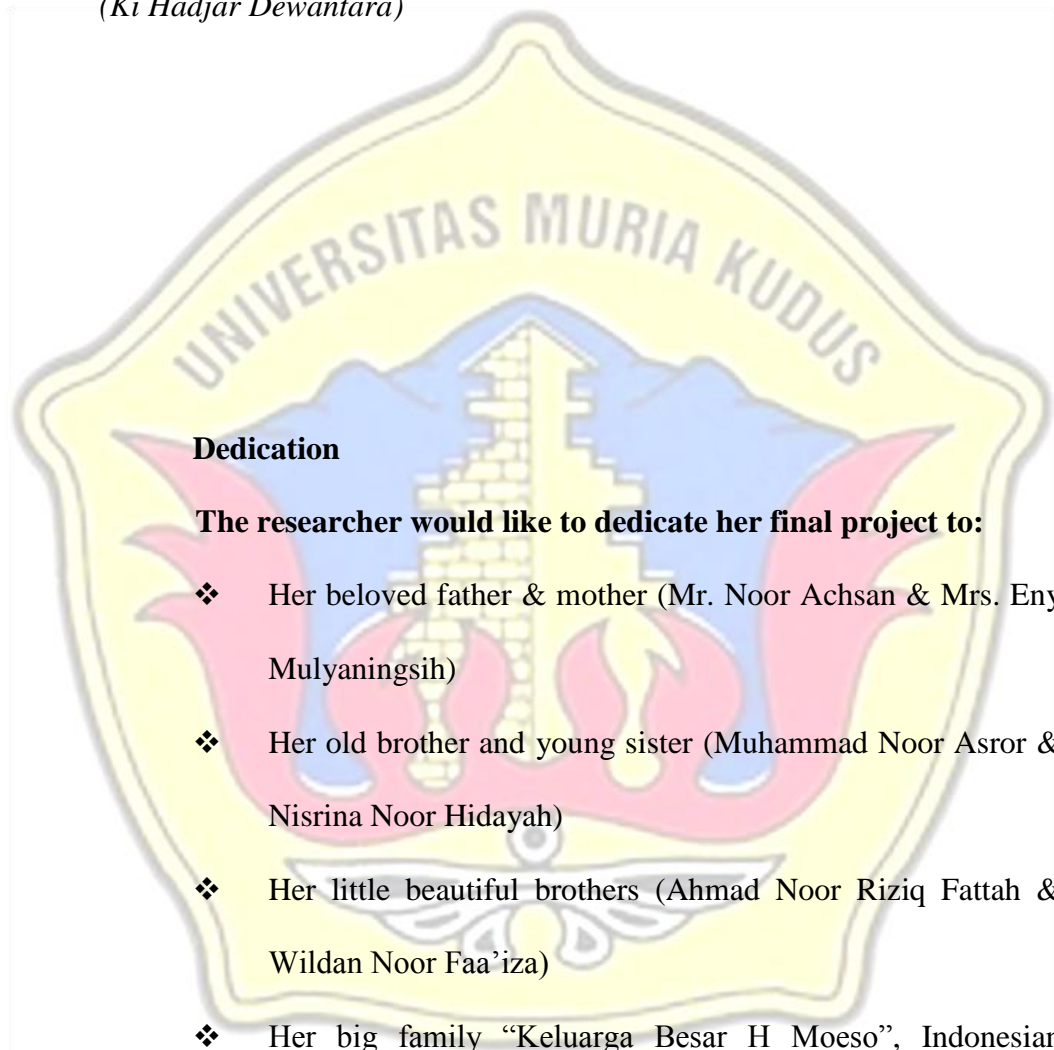 (Ki Hadjar Dewantara)
UNIVERSITAS MURIA KUDUS
Dedication
The researcher would like to dedicate her final project to:
❖ Her beloved father & mother (Mr. Noor Achsan & Mrs. Eny
Mulyaningsih)
❖ Her old brother and young sister (Muhammad Noor Asror &
Nisrina Noor Hidayah)
❖ Her little beautiful brothers (Ahmad Noor Riziq Fattah &
Wildan Noor Faa’iza)
❖ Her big family “Keluarga Besar H Moeso”, Indonesian